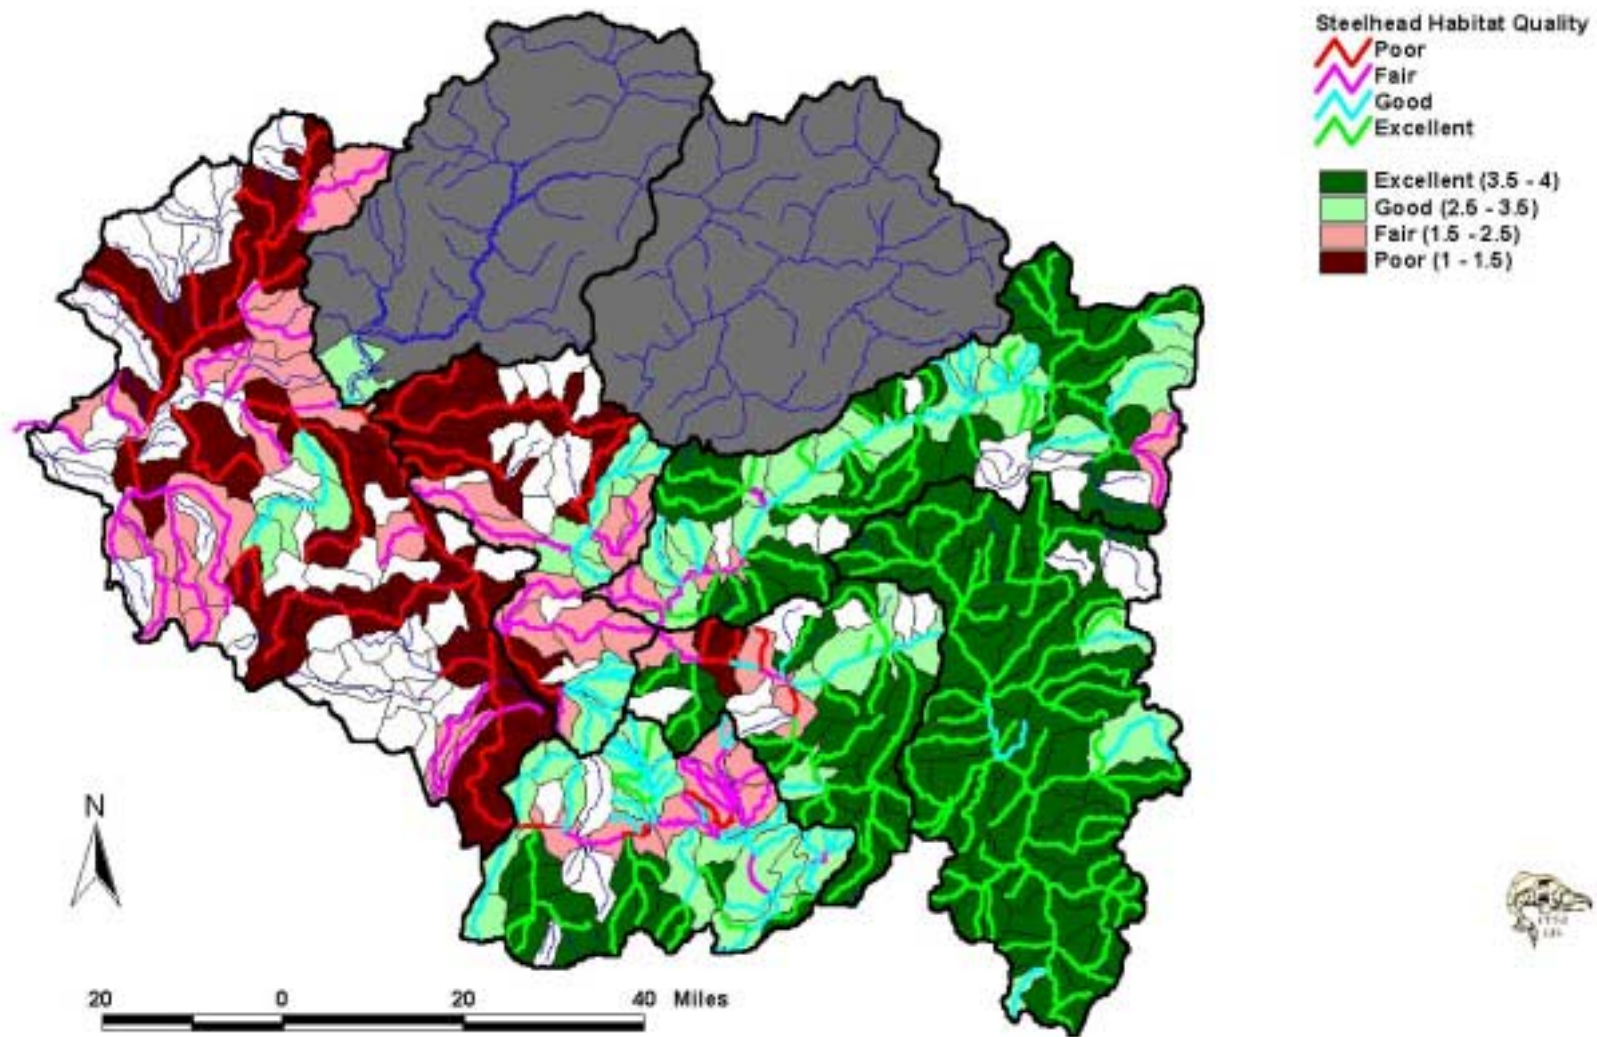 Steelhead Habitat Quality
Poor
Fair
Good
Excellent
Excellent (3.5 - 4)
Good (2.5 - 3.5)
Fair (1.5 - 2.5)
Poor (1 - 1.5)
N
20 0 20 40 Miles